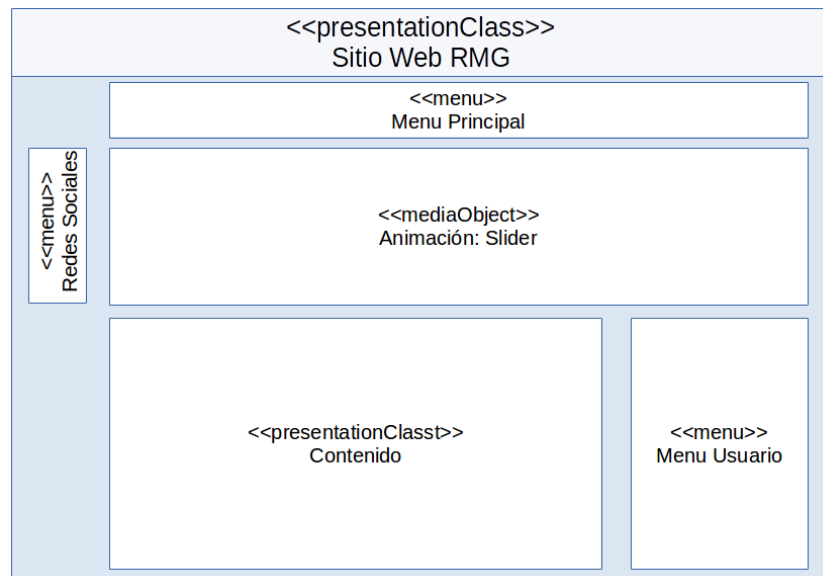 <<presentationClass>>
Sitio Web RMG
<<menu>>
Menu Principal
<<menu>>
Redes Sociales
<<mediaObject>>
Animación: Slider
<<presentationClasst>>
Contenido
<<menu>>
Menu Usuario